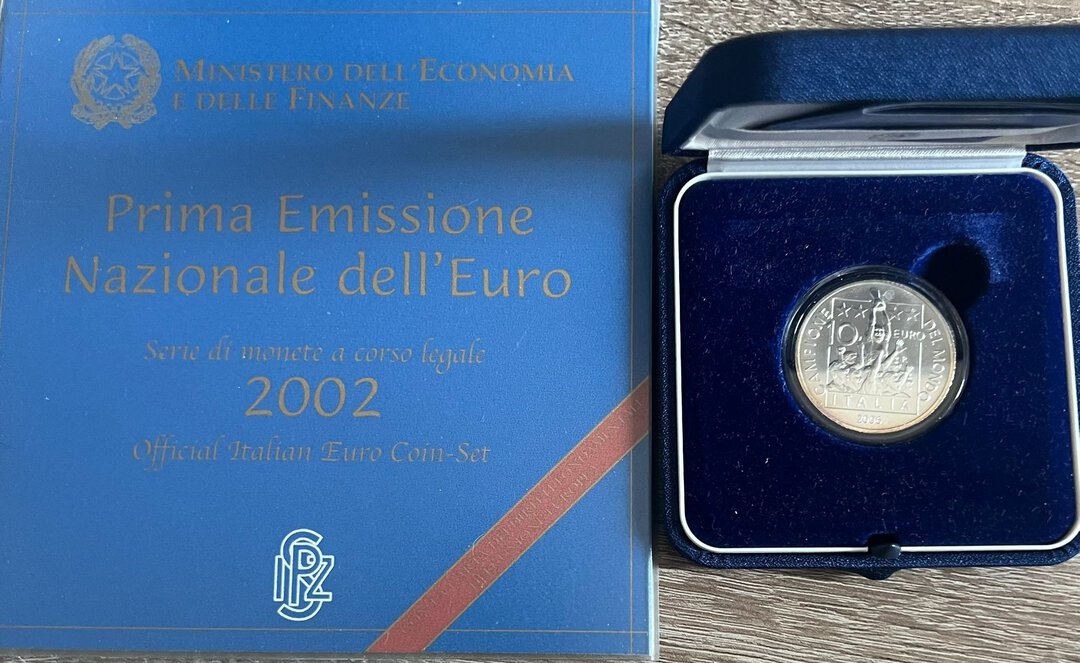 MINISTERO DELL'ECONOMIA
E DELLE FINANZE
Prima Emissione
Nazionale dell'Euro
Serie di monete a corso legale
2002
Official Italian Euro Coin-Set
IPZS
CAMPIONE DEL MONDO
10 EURO
ITALIA
2006